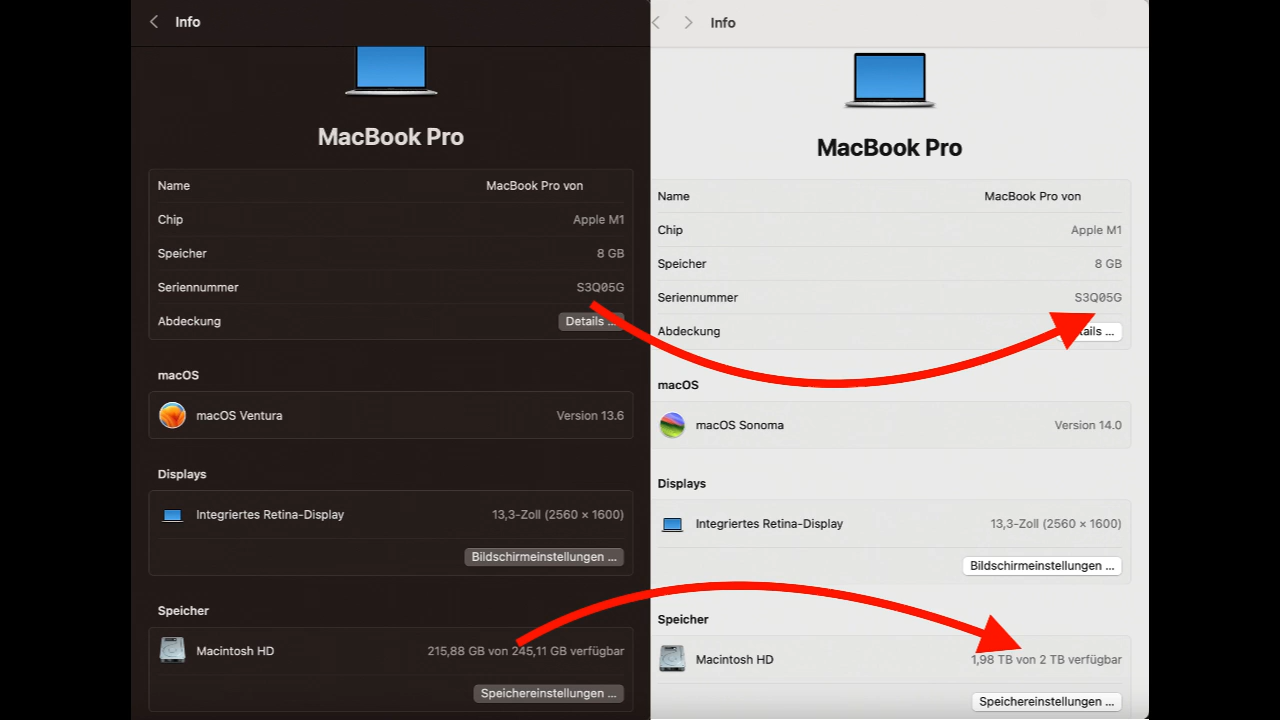 Info
MacBook Pro
Name MacBook Pro von
Chip Apple M1
Speicher 8 GB
Seriennummer S3Q05G
Abdeckung Details ...
macOS
macOS Ventura Version 13.6
Displays
Integriertes Retina-Display 13,3-Zoll (2560 × 1600)
Bildschirmeinstellungen ...
Speicher
Macintosh HD 215,88 GB von 245,11 GB verfügbar
Speichereinstellungen ...
Info
MacBook Pro
Name MacBook Pro von
Chip Apple M1
Speicher 8 GB
Seriennummer S3Q05G
Abdeckung tails ...
macOS
macOS Sonoma Version 14.0
Displays
Integriertes Retina-Display 13,3-Zoll (2560 × 1600)
Bildschirmeinstellungen ...
Speicher
Macintosh HD 1,98 TB von 2 TB verfügbar
Speichereinstellungen ...